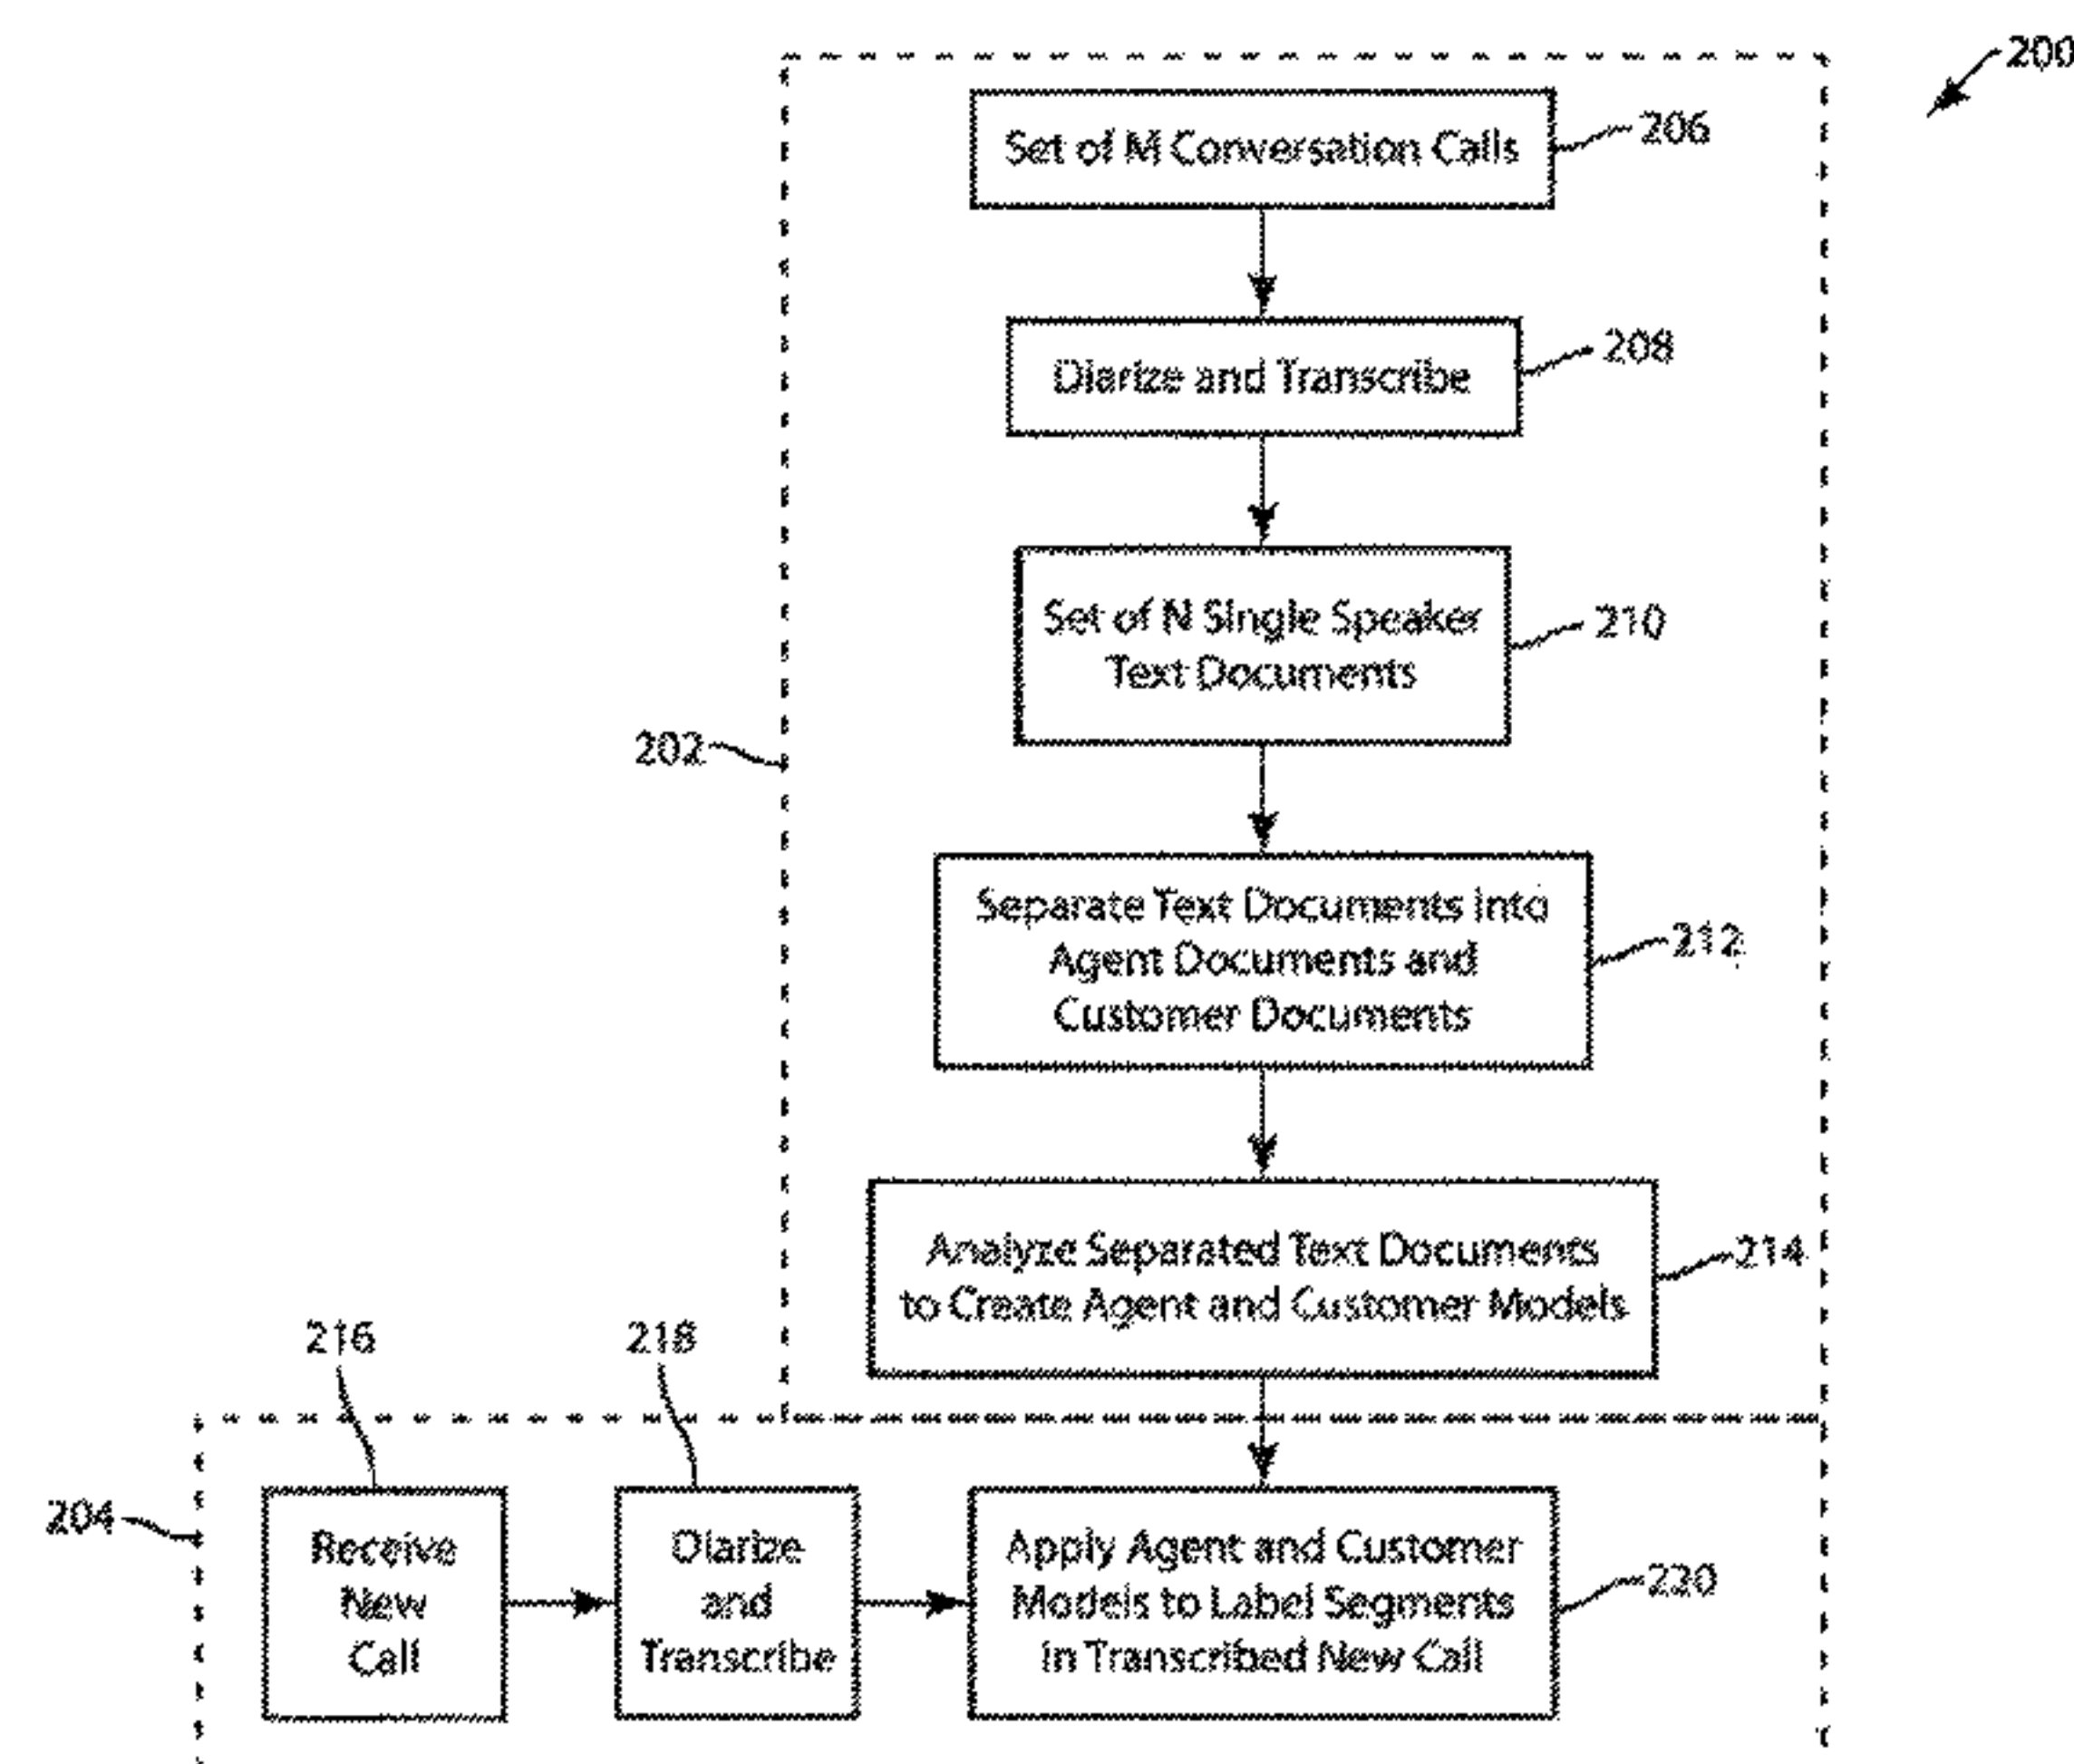 200
Set of M Conversation Calls
206
Diarize and Transcribe
208
Set of N Single Speaker
Text Documents
210
202
Separate Text Documents into
Agent Documents and
Customer Documents
212
Analyze Separated Text Documents
to Create Agent and Customer Models
214
216
218
204
Receive
New
Call
Diarize
and
Transcribe
Apply Agent and Customer
Models to Label Segments
in Transcribed New Call
220